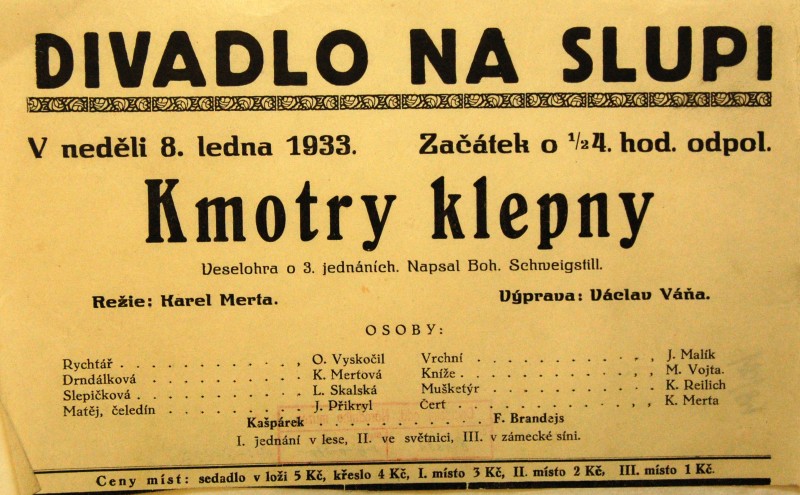 DIVADLO NA SLUPI
V neděli 8. ledna 1933. Začátek o ½4. hod. odpol.
Kmotry klepny
Veselohra o 3. jednáních. Napsal Boh. Schweigstill.
Režie: Karel Merta. Výprava: Václav Váňa.
OSOBY:
Rychtář . . . . . . . . . . . , O. Vyskočil Vrchní . . . . . . . . . . . , J. Malík
Drndálková . . . . . . . . . . K. Mertová Kníže . . . . . . . . . . . , , M. Vojta.
Slepičková . . . . . . . . . . , L. Skalská Mušketýr . . . . . . . . . , K. Reilich
Matěj, čeledín . . . . . . . . . J. Přikryl Čert . . . . . . . . . . , , K. Merta
Kašpárek . . . . . . . . . . . F. Brandejs
I. jednání v lese, II. ve světnici, III. v zámecké síni.
Ceny míst: sedadlo v loži 5 Kč, křeslo 4 Kč, I. místo 3 Kč, II. místo 2 Kč, III. místo 1 Kč.